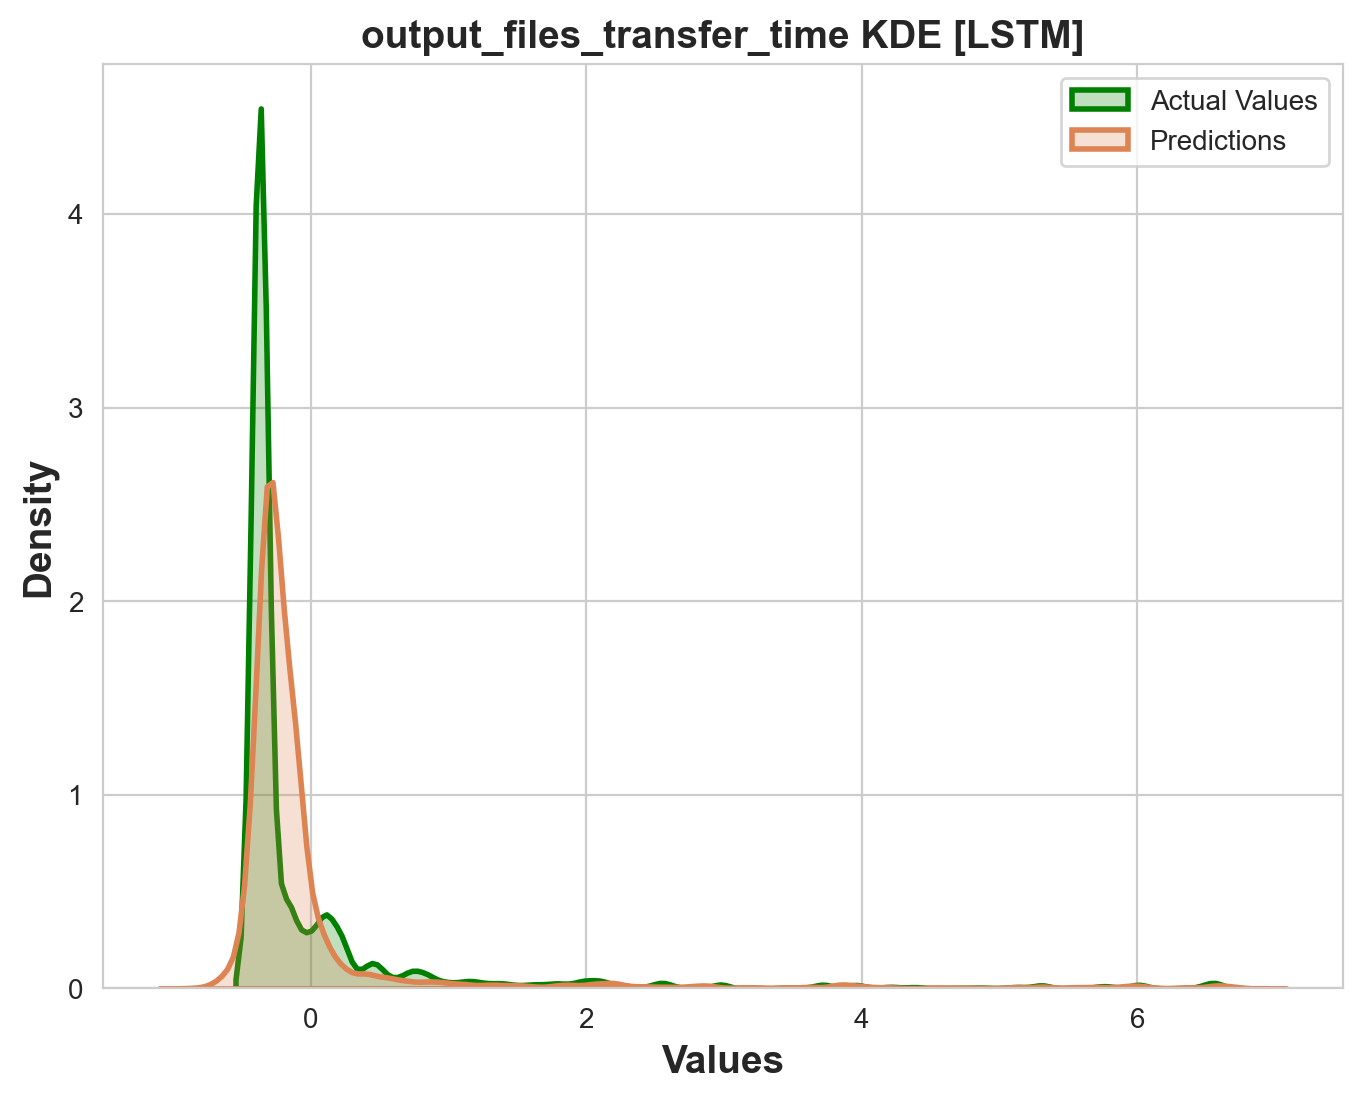 output_files_transfer_time KDE [LSTM]
Actual Values
Predictions
4
3
2
1
0
Density
0 2 4 6
Values